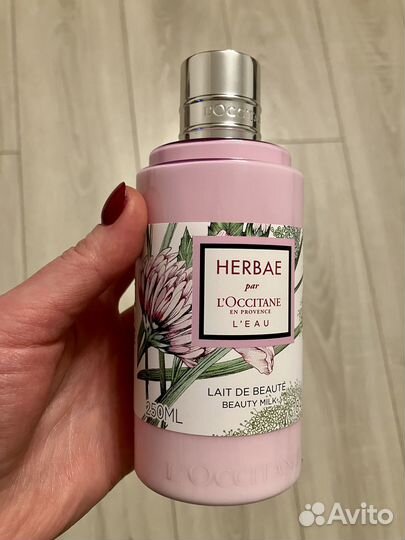 L'OCCITANE
HERBAE
par
L'OCCITANE
EN PROVENCE
L'EAU
LAIT DE BEAUTÉ
BEAUTY MILK
250ML
L'OCCITANE
Avito